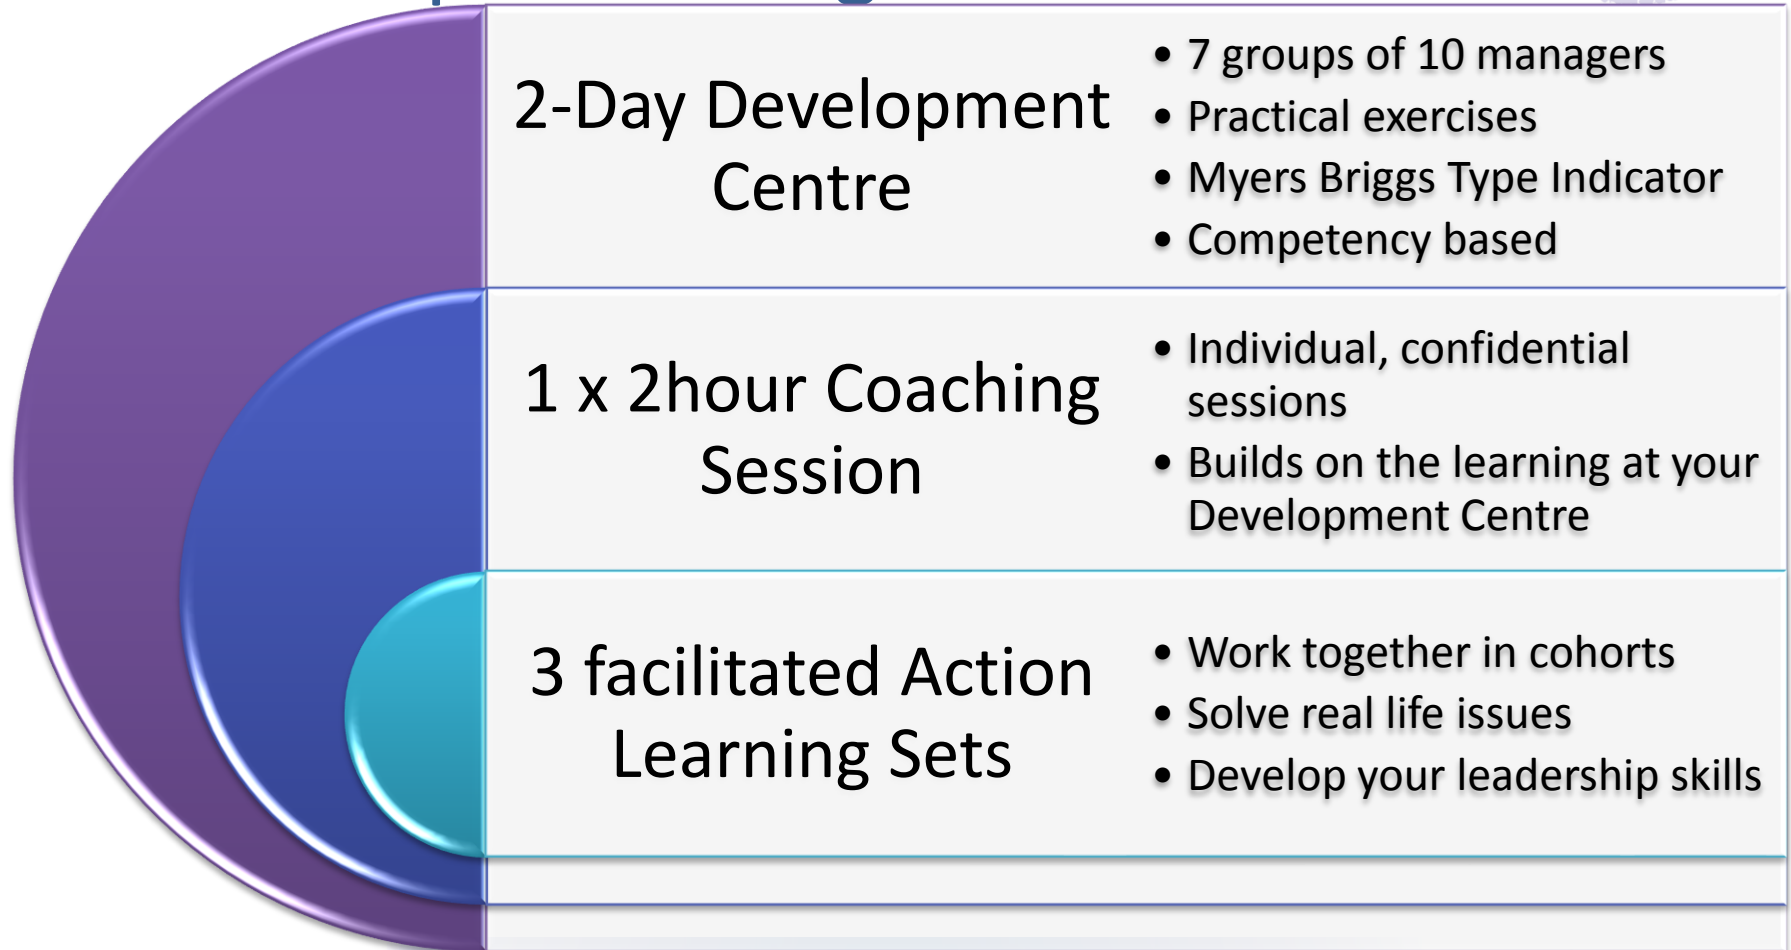 2-Day Development
Centre
• 7 groups of 10 managers
• Practical exercises
• Myers Briggs Type Indicator
• Competency based
1 x 2hour Coaching
Session
• Individual, confidential
sessions
• Builds on the learning at your
Development Centre
3 facilitated Action
Learning Sets
• Work together in cohorts
• Solve real life issues
• Develop your leadership skills